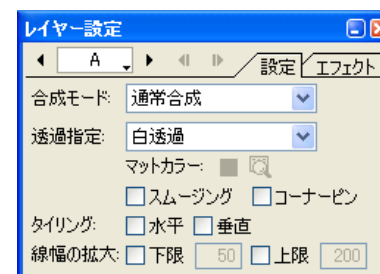 レイヤー設定
A 設定 エフェクト
合成モード: 通常合成
透過指定: 白透過
マットカラー:
スムージング コーナーピン
タイリング: 水平 垂直
線幅の拡大: 下限 50 上限 200